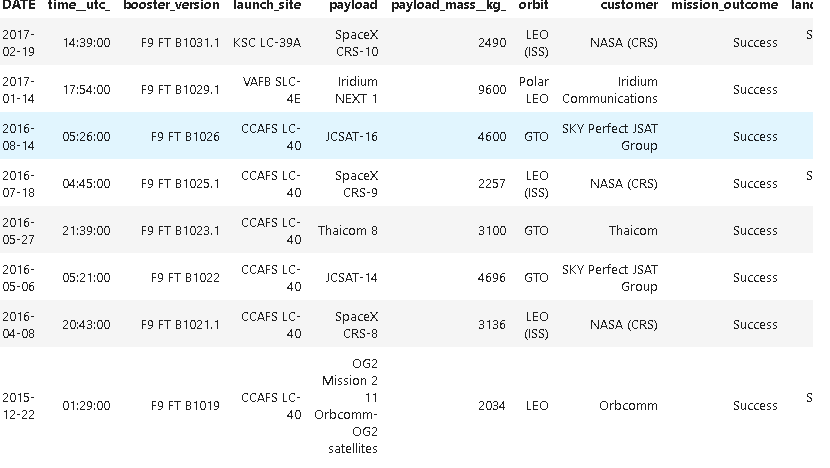 DATE time__utc_ booster_version launch_site payload payload_mass__kg_ orbit customer mission_outcome
2017-02-19 14:39:00 F9 FT B1031.1 KSC LC-39A SpaceX CRS-10 2490 LEO (ISS) NASA (CRS) Success
2017-01-14 17:54:00 F9 FT B1029.1 VAFB SLC-4E Iridium NEXT 1 9600 Polar LEO Iridium Communications Success
2016-08-14 05:26:00 F9 FT B1026 CCAFS LC-40 JCSAT-16 4600 GTO SKY Perfect JSAT Group Success
2016-07-18 04:45:00 F9 FT B1025.1 CCAFS LC-40 SpaceX CRS-9 2257 LEO (ISS) NASA (CRS) Success
2016-05-27 21:39:00 F9 FT B1023.1 CCAFS LC-40 Thaicom 8 3100 GTO Thaicom Success
2016-05-06 05:21:00 F9 FT B1022 CCAFS LC-40 JCSAT-14 4696 GTO SKY Perfect JSAT Group Success
2016-04-08 20:43:00 F9 FT B1021.1 CCAFS LC-40 SpaceX CRS-8 3136 LEO (ISS) NASA (CRS) Success
2015-12-22 01:29:00 F9 FT B1019 CCAFS LC-40 OG2 Mission 2 11 Orbcomm-OG2 satellites 2034 LEO Orbcomm Success